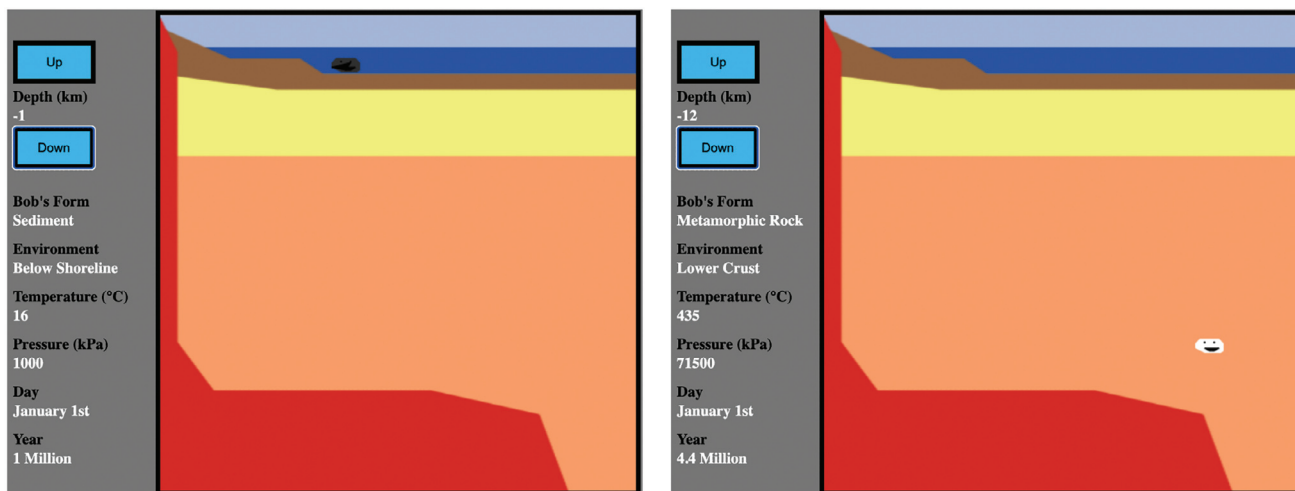 Up
Depth (km)
-1
Down
Bob's Form
Sediment
Environment
Below Shoreline
Temperature (°C)
16
Pressure (kPa)
1000
Day
January 1st
Year
1 Million
Up
Depth (km)
-12
Down
Bob's Form
Metamorphic Rock
Environment
Lower Crust
Temperature (°C)
435
Pressure (kPa)
71500
Day
January 1st
Year
4.4 Million